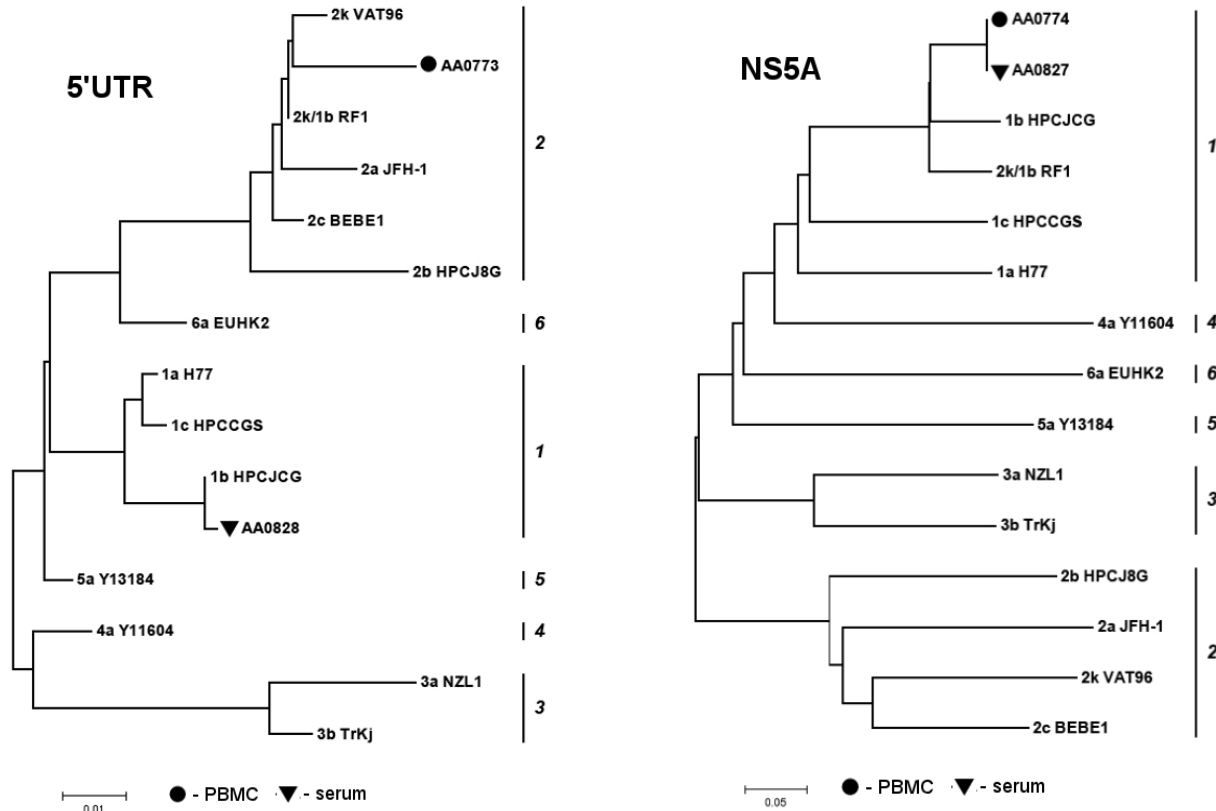 5'UTR
2k VAT96
AA0773
2k/1b RF1
2a JFH-1
2c BEBE1
2b HPCJ8G
2
6a EUHK2
6
1a H77
1c HPCCGS
1b HPCJCG
AA0828
1
5a Y13184
5
4a Y11604
4
3a NZL1
3b TrKj
3
0.01
- PBMC
- serum
NS5A
AA0774
AA0827
1b HPCJCG
2k/1b RF1
1c HPCCGS
1a H77
1
4a Y11604
4
6a EUHK2
6
5a Y13184
5
3a NZL1
3b TrKj
3
2b HPCJ8G
2a JFH-1
2k VAT96
2c BEBE1
2
0.05
- PBMC
- serum